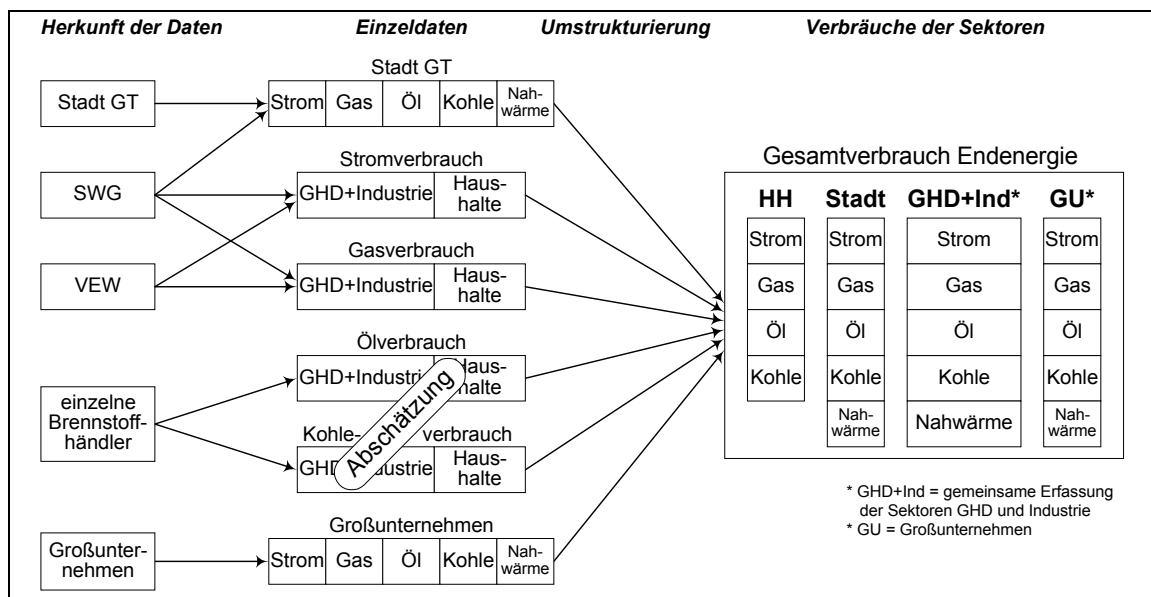 Herkunft der Daten
Einzeldaten
Umstrukturierung
Verbräuche der Sektoren
Stadt GT
SWG
VEW
einzelne
Brennstoff-
händler
Großunter-
nehmen
Stadt GT
Strom Gas Öl Kohle Nah-
wärme
Stromverbrauch
GHD+Industrie Haus-
halte
Gasverbrauch
GHD+Industrie Haus-
halte
Ölverbrauch
GHD+Industrie Haus-
halte
Abschätzung
Kohle- verbrauch
GHD+Industrie Haus-
halte
Großunternehmen
Strom Gas Öl Kohle Nah-
wärme
Gesamtverbrauch Endenergie
HH Stadt GHD+Ind* GU*
Strom Strom Strom Strom
Gas Gas Gas Gas
Öl Öl Öl Öl
Kohle Kohle Kohle Kohle
Nah-
wärme
Nahwärme
Nah-
wärme
* GHD+Ind = gemeinsame Erfassung
der Sektoren GHD und Industrie
* GU = Großunternehmen